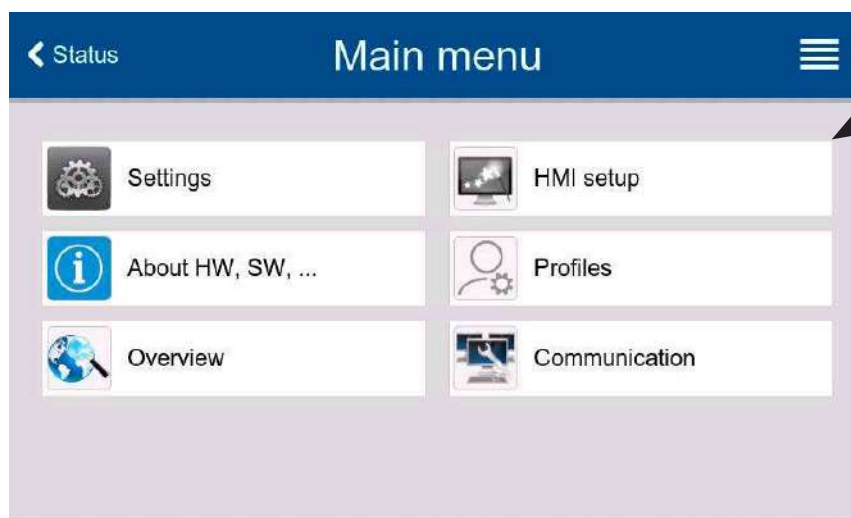 Status
Main menu
Settings
HMI setup
About HW, SW, ...
Profiles
Overview
Communication